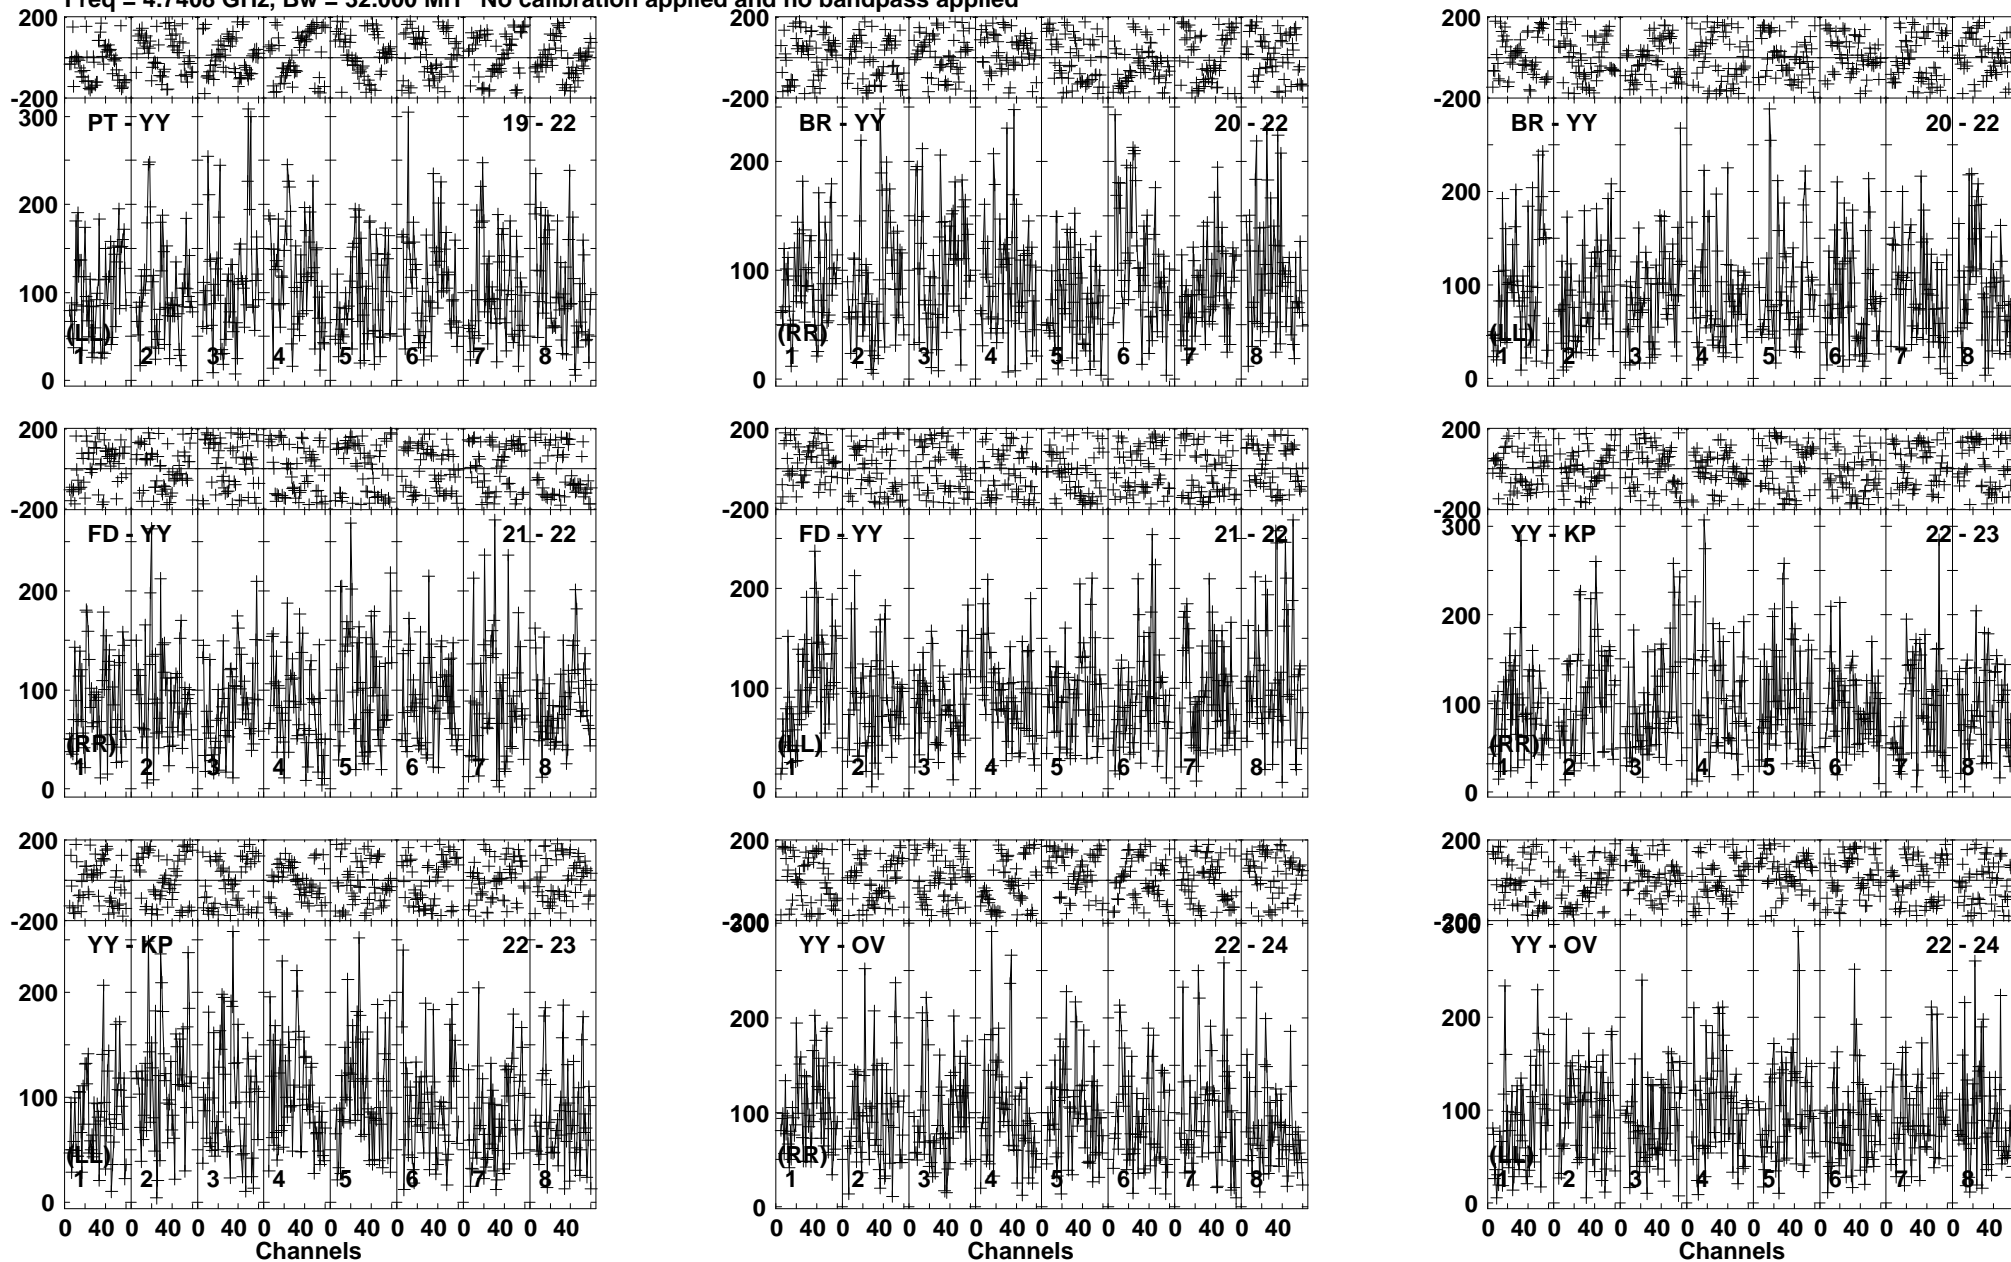 Freq = 4.7408 GHz, Bw = 32.000 MH No calibration applied and no bandpass applied
200 200 200
-200 -200 -200
300
PT - YY 19 - 22 BR - YY 20 - 22 BR - YY 20 - 22
200 200 200
100 100 100
(LL) (RR) (LL)
1 2 3 4 5 6 7 8 1 2 3 4 5 6 7 8 1 2 3 4 5 6 7 8
0 0 0
200 200 200
-200 -200 -200
300
FD - YY 21 - 22 FD - YY 21 - 22 YY - KP 22 - 23
200 200 200
100 100 100
(RR) (LL) (RR)
1 2 3 4 5 6 7 8 1 2 3 4 5 6 7 8 1 2 3 4 5 6 7 8
0 0 0
200 200 200
-200 -200 -200
300 300
YY - KP 22 - 23 YY - OV 22 - 24 YY - OV 22 - 24
200 200 200
100 100 100
(LL) (RR) (LL)
1 2 3 4 5 6 7 8 1 2 3 4 5 6 7 8 1 2 3 4 5 6 7 8
0 0 0
0 40 0 40 0 40 0 40 0 40 0 40 0 40 0 40 0 40 0 40 0 40 0 40 0 40 0 40 0 40 0 40 0 40 0 40 0 40 0 40 0 40 0 40 0 40 0 40
Channels Channels